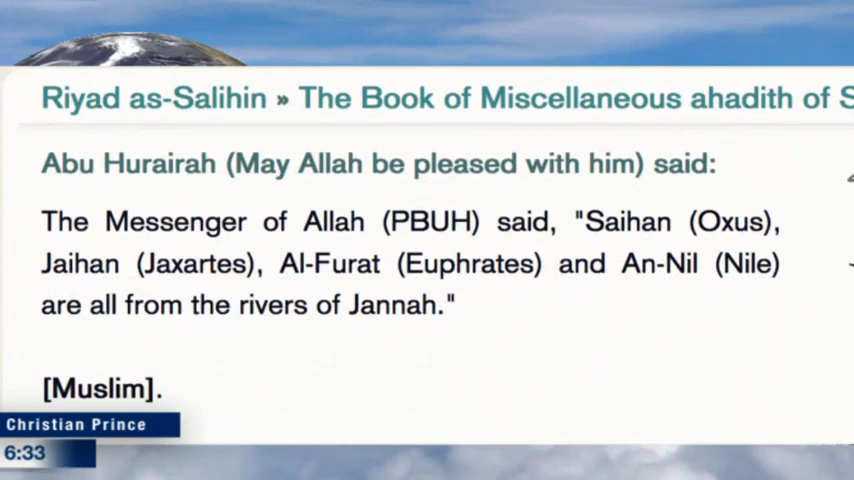 Riyad as-Salihin » The Book of Miscellaneous ahadith of S
Abu Hurairah (May Allah be pleased with him) said:
The Messenger of Allah (PBUH) said, "Saihan (Oxus),
Jaihan (Jaxartes), Al-Furat (Euphrates) and An-Nil (Nile)
are all from the rivers of Jannah."
[Muslim].
Christian Prince
6:33